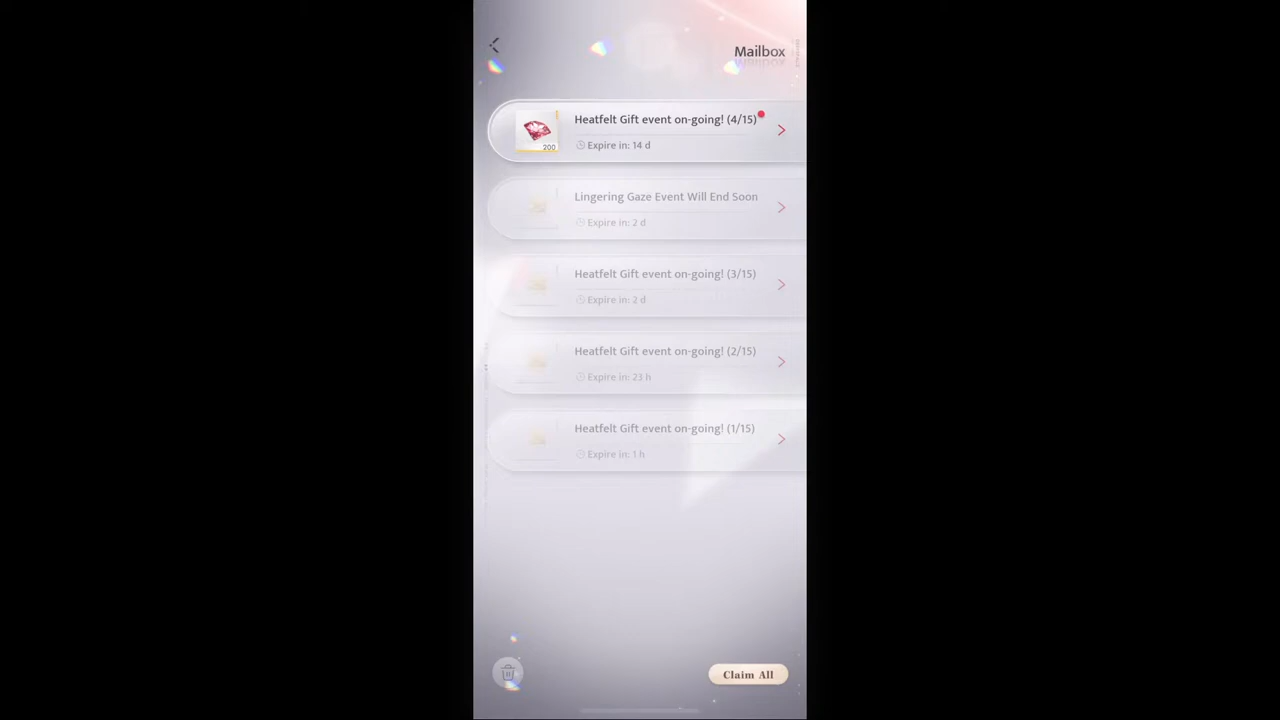 Mailbox
Heatfelt Gift event on-going! (4/15)
200
Expire in: 14 d
Lingering Gaze Event Will End Soon
Expire in: 2 d
Heatfelt Gift event on-going! (3/15)
Expire in: 2 d
Heatfelt Gift event on-going! (2/15)
Expire in: 23 h
Heatfelt Gift event on-going! (1/15)
Expire in: 1 h
Claim All